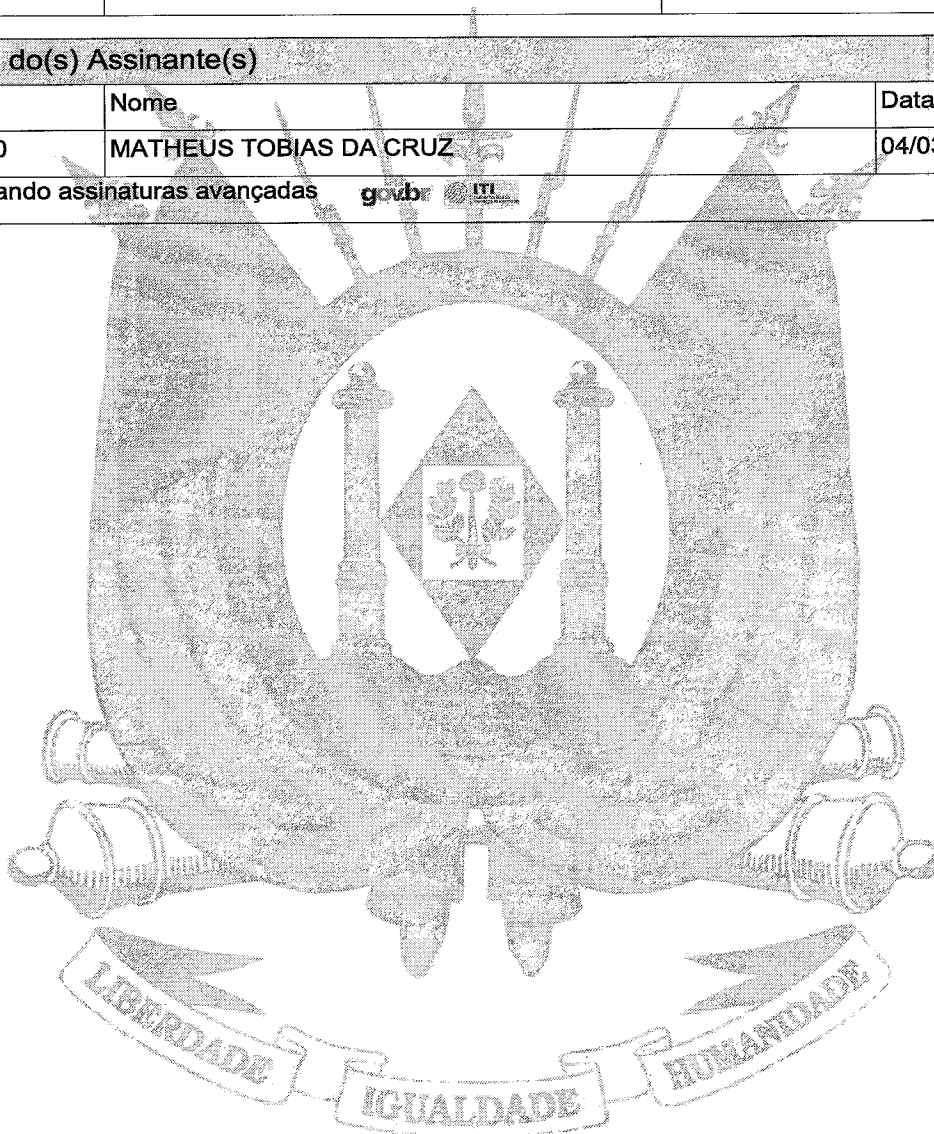 do(s) Assinante(s)
Nome Data
0 MATHEUS TOBIAS DA CRUZ 04/03
ando assinaturas avançadas gov.br ITI
LIBERDADE
IGUALDADE
HUMANIDADE